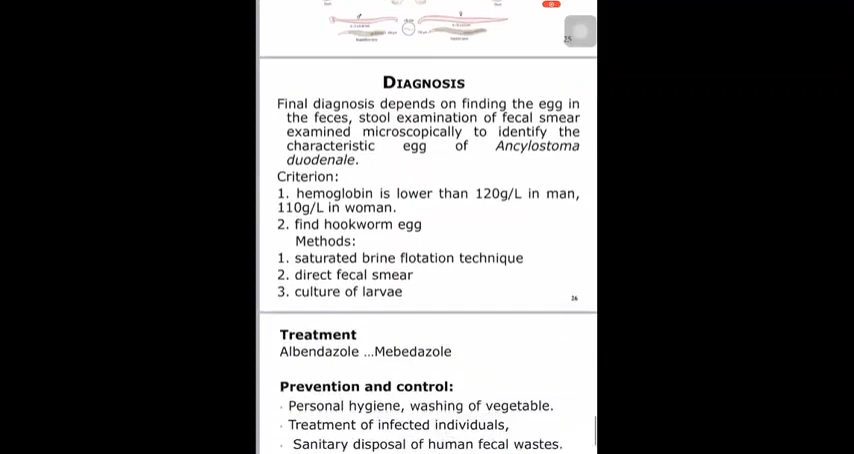 25
DIAGNOSIS
Final diagnosis depends on finding the egg in
the feces, stool examination of fecal smear
examined microscopically to identify the
characteristic egg of Ancylostoma
duodenale.
Criterion:
1. hemoglobin is lower than 120g/L in man,
110g/L in woman.
2. find hookworm egg
Methods:
1. saturated brine flotation technique
2. direct fecal smear
3. culture of larvae
26
Treatment
Albendazole ...Mebedazole
Prevention and control:
· Personal hygiene, washing of vegetable.
· Treatment of infected individuals,
· Sanitary disposal of human fecal wastes.